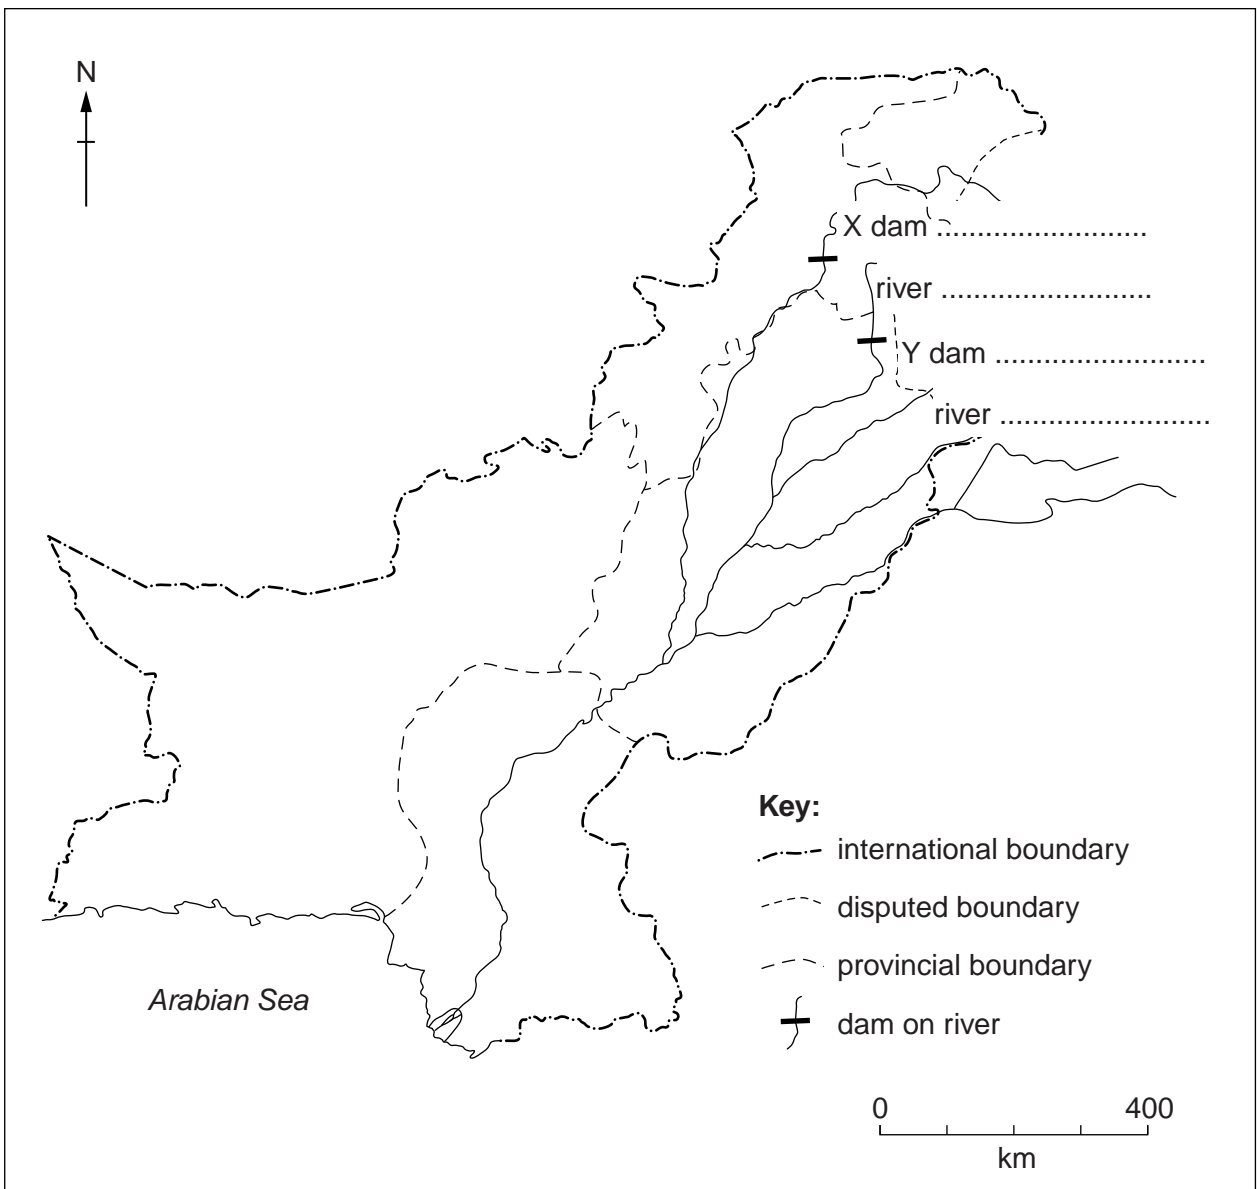 N
X dam ..........................
river ..........................
Y dam ..........................
river ..........................
Key:
international boundary
disputed boundary
provincial boundary
dam on river
Arabian Sea
0 400
km